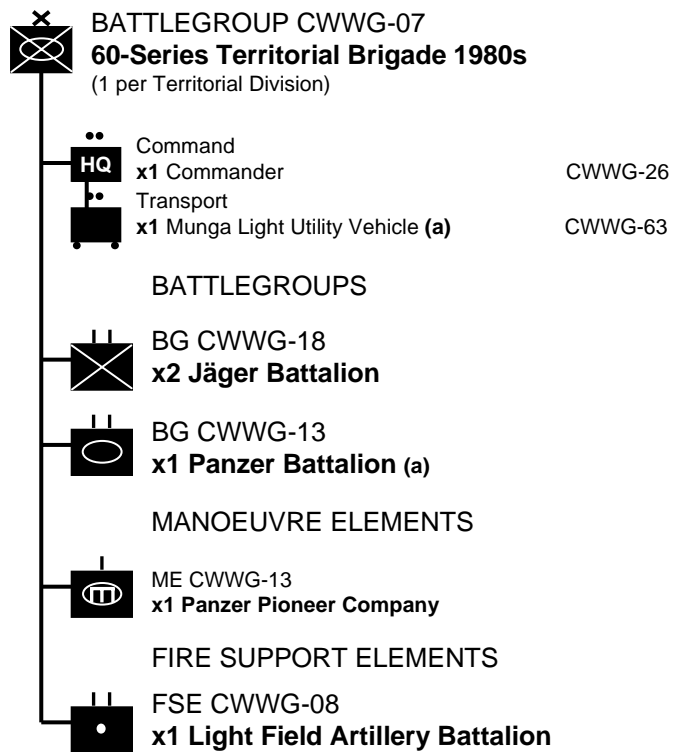 BATTLEGROUP CWWG-07
60-Series Territorial Brigade 1980s
(1 per Territorial Division)
HQ
Command
x1 Commander CWWG-26
Transport
x1 Munga Light Utility Vehicle (a) CWWG-63
BATTLEGROUPS
BG CWWG-18
x2 Jäger Battalion
BG CWWG-13
x1 Panzer Battalion (a)
MANOEUVRE ELEMENTS
ME CWWG-13
x1 Panzer Pioneer Company
FIRE SUPPORT ELEMENTS
FSE CWWG-08
x1 Light Field Artillery Battalion